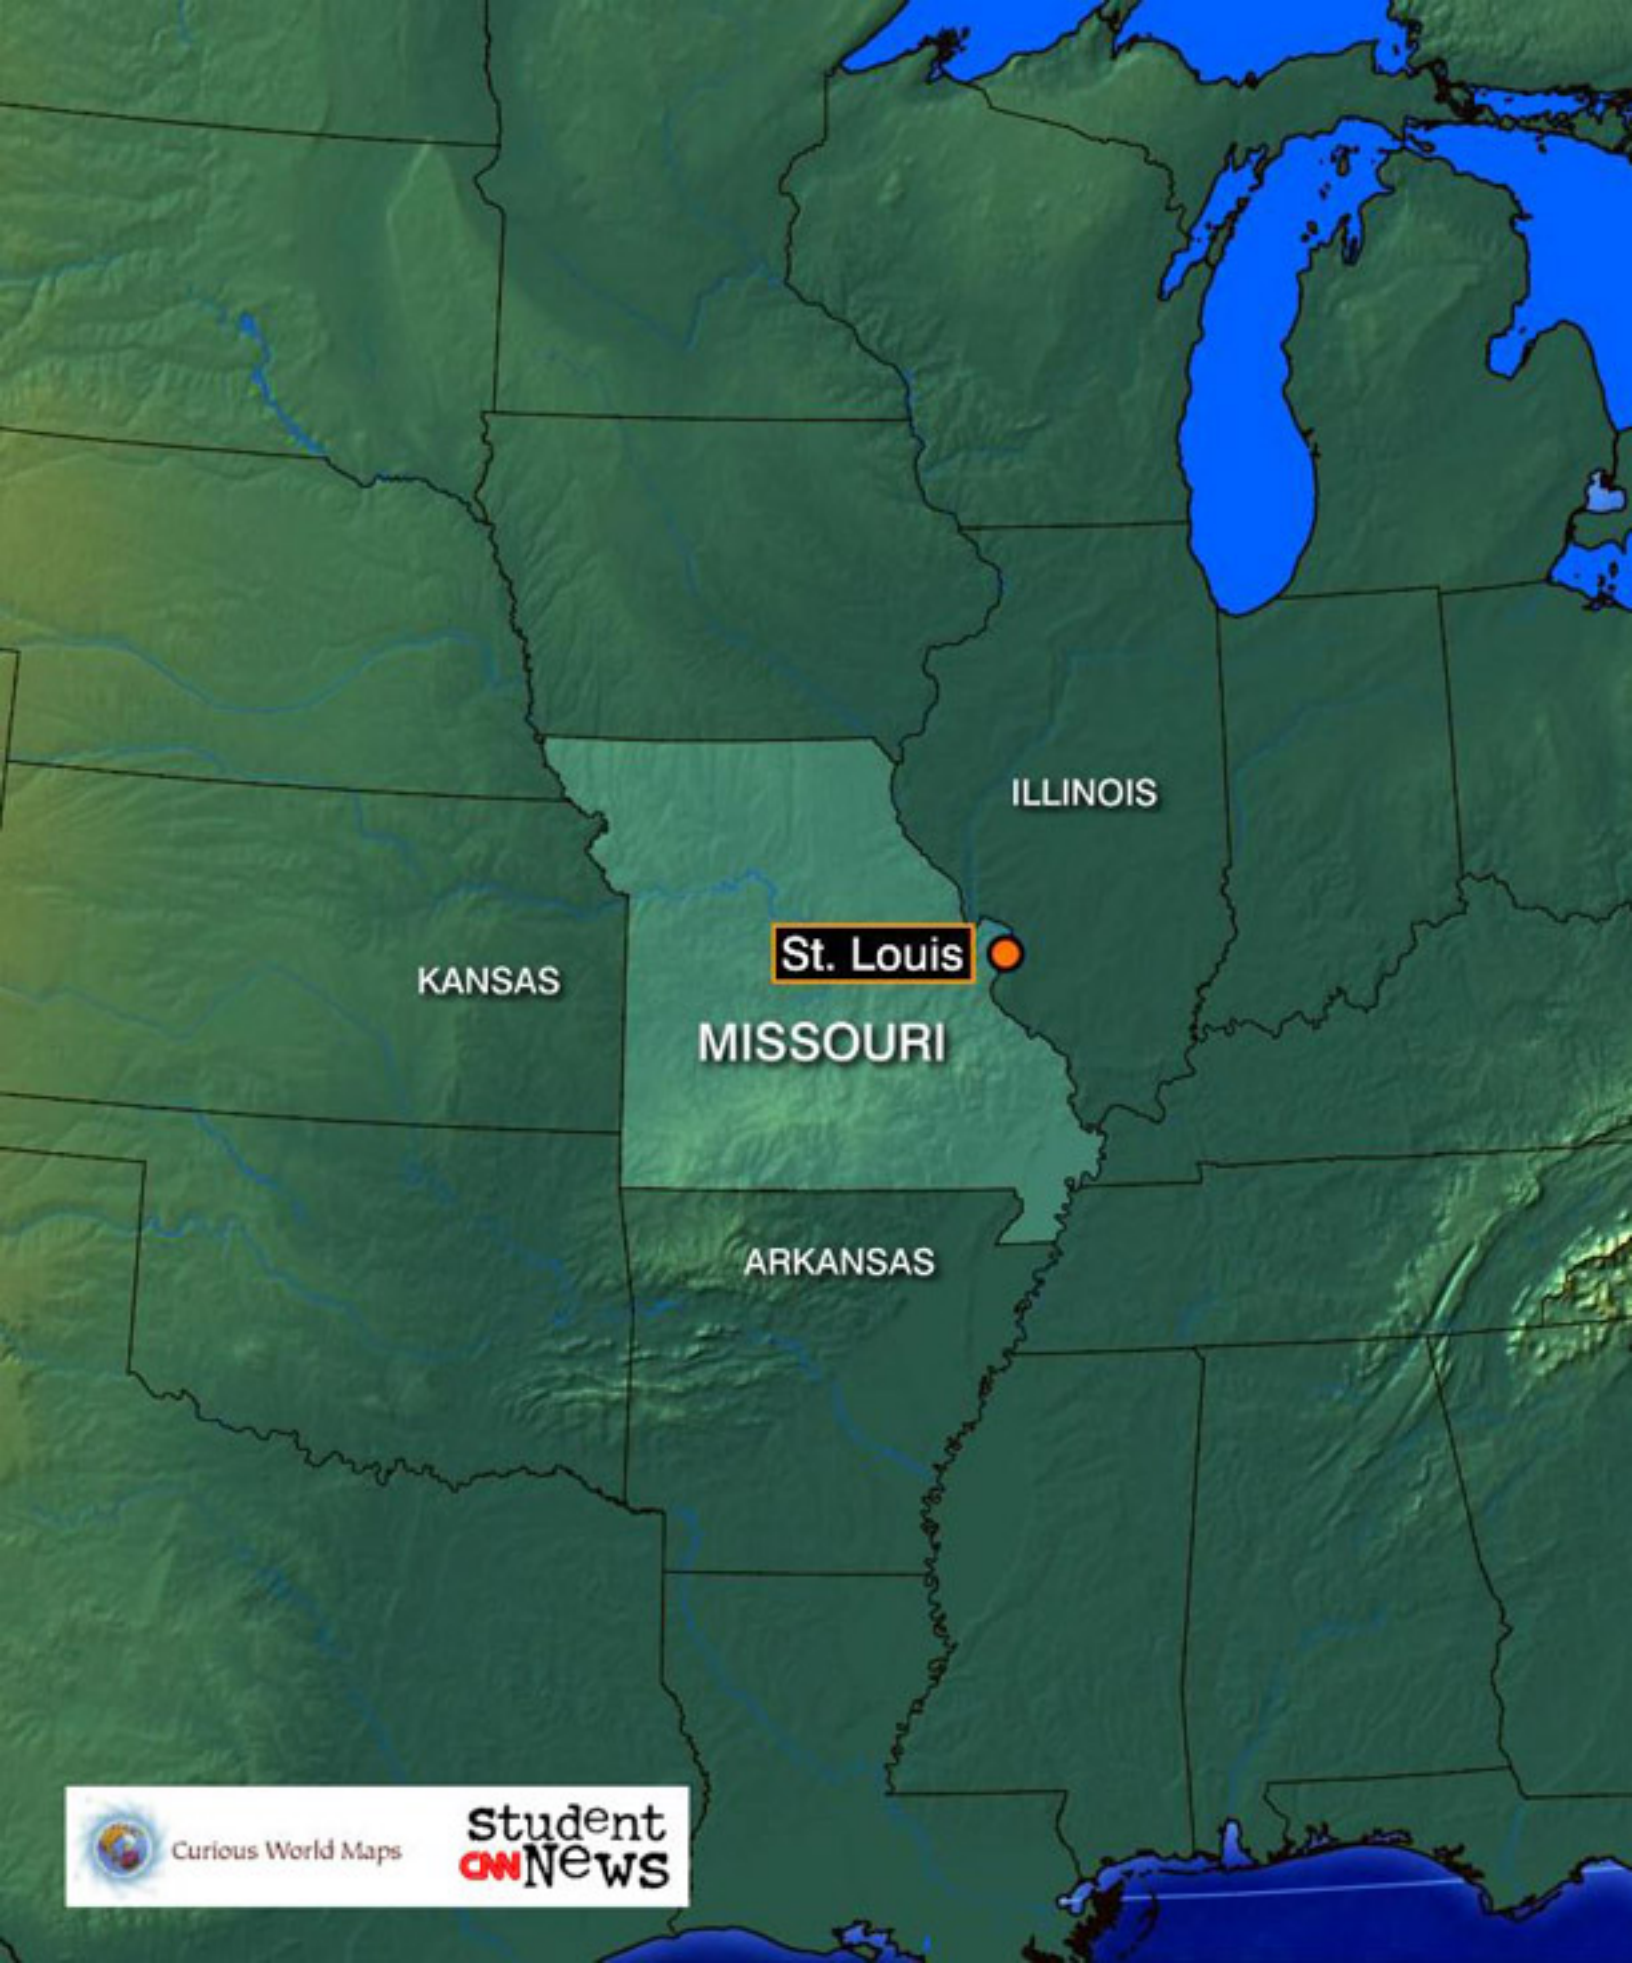 ILLINOIS
St. Louis
KANSAS
MISSOURI
ARKANSAS
Curious World Maps
Student
CNN News